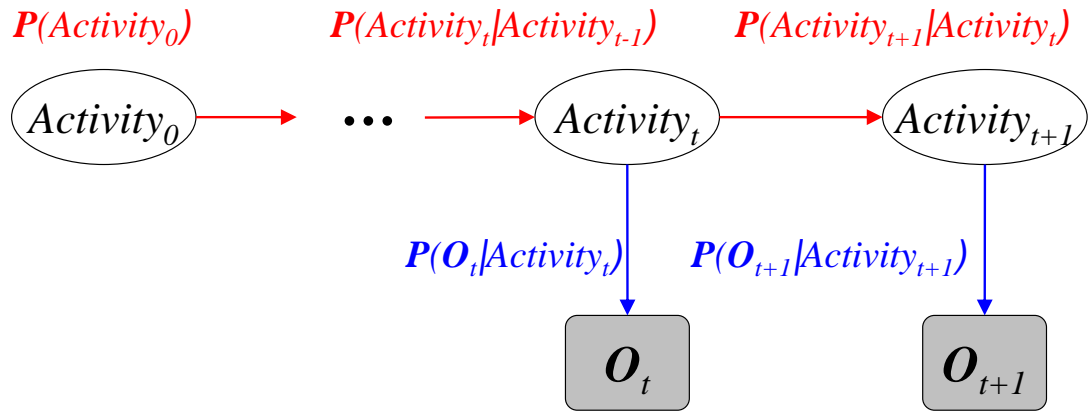 P(Activity₀) P(Activityₜ|Activityₜ₋₁) P(Activityₜ₊₁|Activityₜ)
Activity₀ ... Activityₜ Activityₜ₊₁
P(Oₜ|Activityₜ) P(Oₜ₊₁|Activityₜ₊₁)
Oₜ Oₜ₊₁